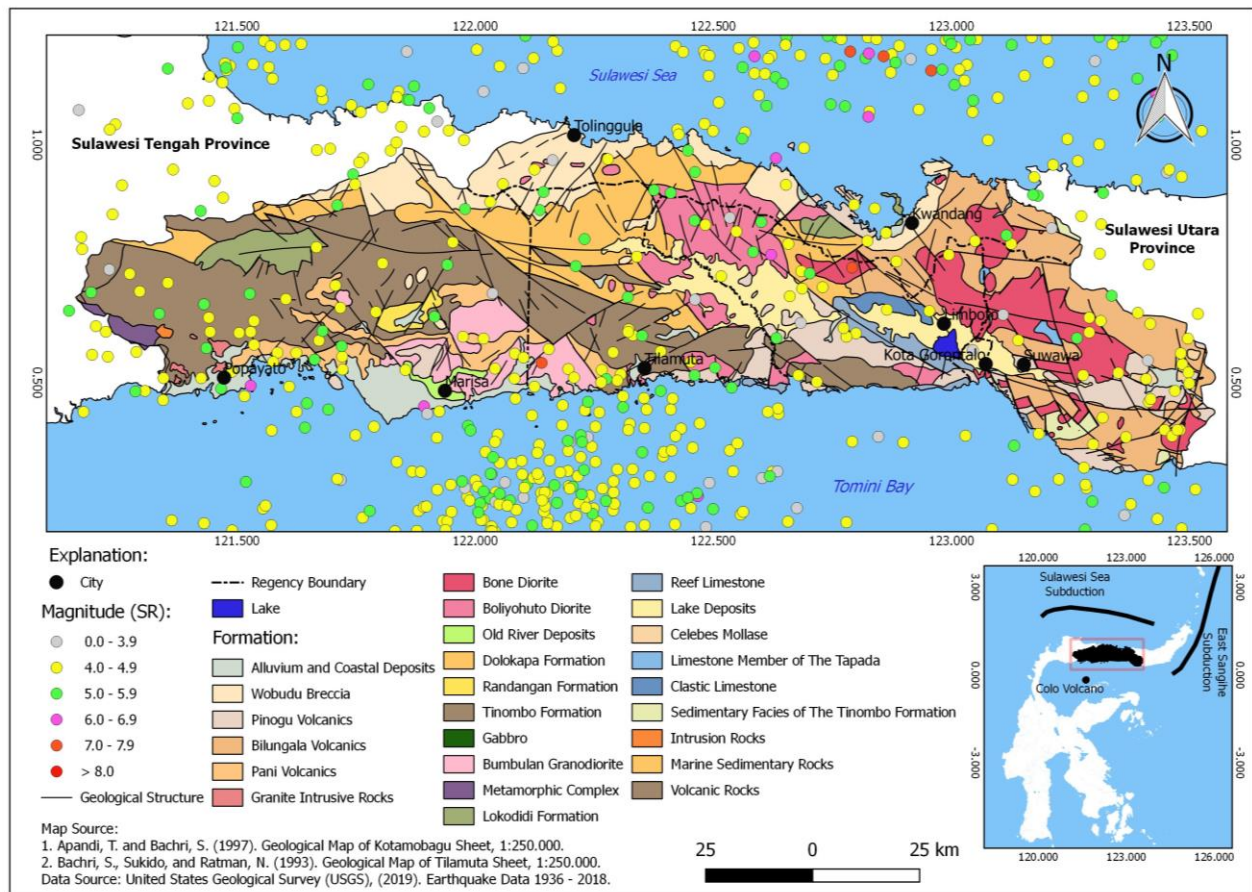 121.500 122.000 122.500 123.000 123.500
Sulawesi Sea
N
1.000
1.000
Tolinggula
Sulawesi Tengah Province
Kwandang
Sulawesi Utara
Province
Limboto
Kota Gorontalo
Suwawa
Tilamuta
Popayato
Marisa
0.500
0.500
Tomini Bay
121.500 122.000 122.500 123.000 123.500
Explanation:
City
Magnitude (SR):
0.0 - 3.9
4.0 - 4.9
5.0 - 5.9
6.0 - 6.9
7.0 - 7.9
> 8.0
Geological Structure
Regency Boundary
Lake
Formation:
Alluvium and Coastal Deposits
Wobudu Breccia
Pinogu Volcanics
Bilungala Volcanics
Pani Volcanics
Granite Intrusive Rocks
Bone Diorite
Boliyohuto Diorite
Old River Deposits
Dolokapa Formation
Randangan Formation
Tinombo Formation
Gabbro
Bumbulan Granodiorite
Metamorphic Complex
Lokodidi Formation
Reef Limestone
Lake Deposits
Celebes Mollase
Limestone Member of The Tapada
Clastic Limestone
Sedimentary Facies of The Tinombo Formation
Intrusion Rocks
Marine Sedimentary Rocks
Volcanic Rocks
Map Source:
1. Apandi, T. and Bachri, S. (1997). Geological Map of Kotamobagu Sheet, 1:250.000.
2. Bachri, S., Sukido, and Ratman, N. (1993). Geological Map of Tilamuta Sheet, 1:250.000.
Data Source: United States Geological Survey (USGS), (2019). Earthquake Data 1936 - 2018.
25 0 25 km
120.000 123.000 126.000
3.000
3.000
Sulawesi Sea
Subduction
East Sangihe
Subduction
0.000
0.000
Colo Volcano
-3.000
-3.000
120.000 123.000 126.000